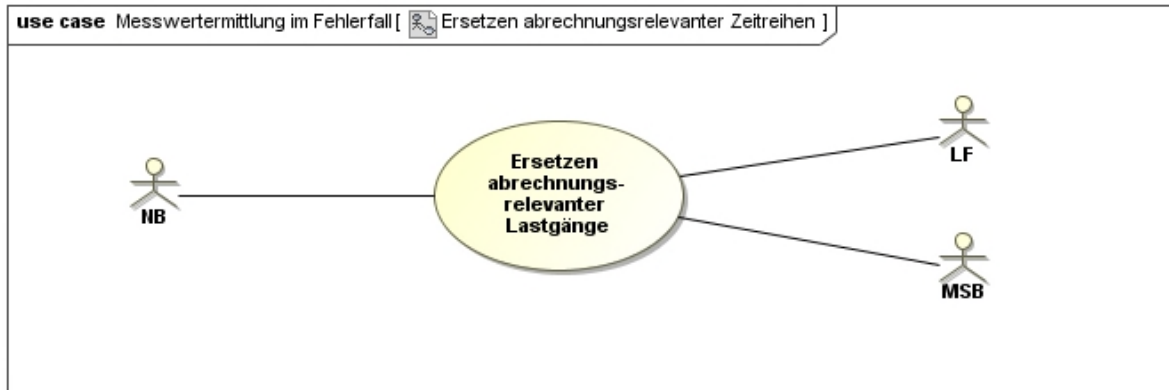 use case Messwertermittlung im Fehlerfall [ Ersetzen abrechnungsrelevanter Zeitreihen ]
LF
Ersetzen
abrechnungs-
relevanter
Lastgänge
NB
MSB